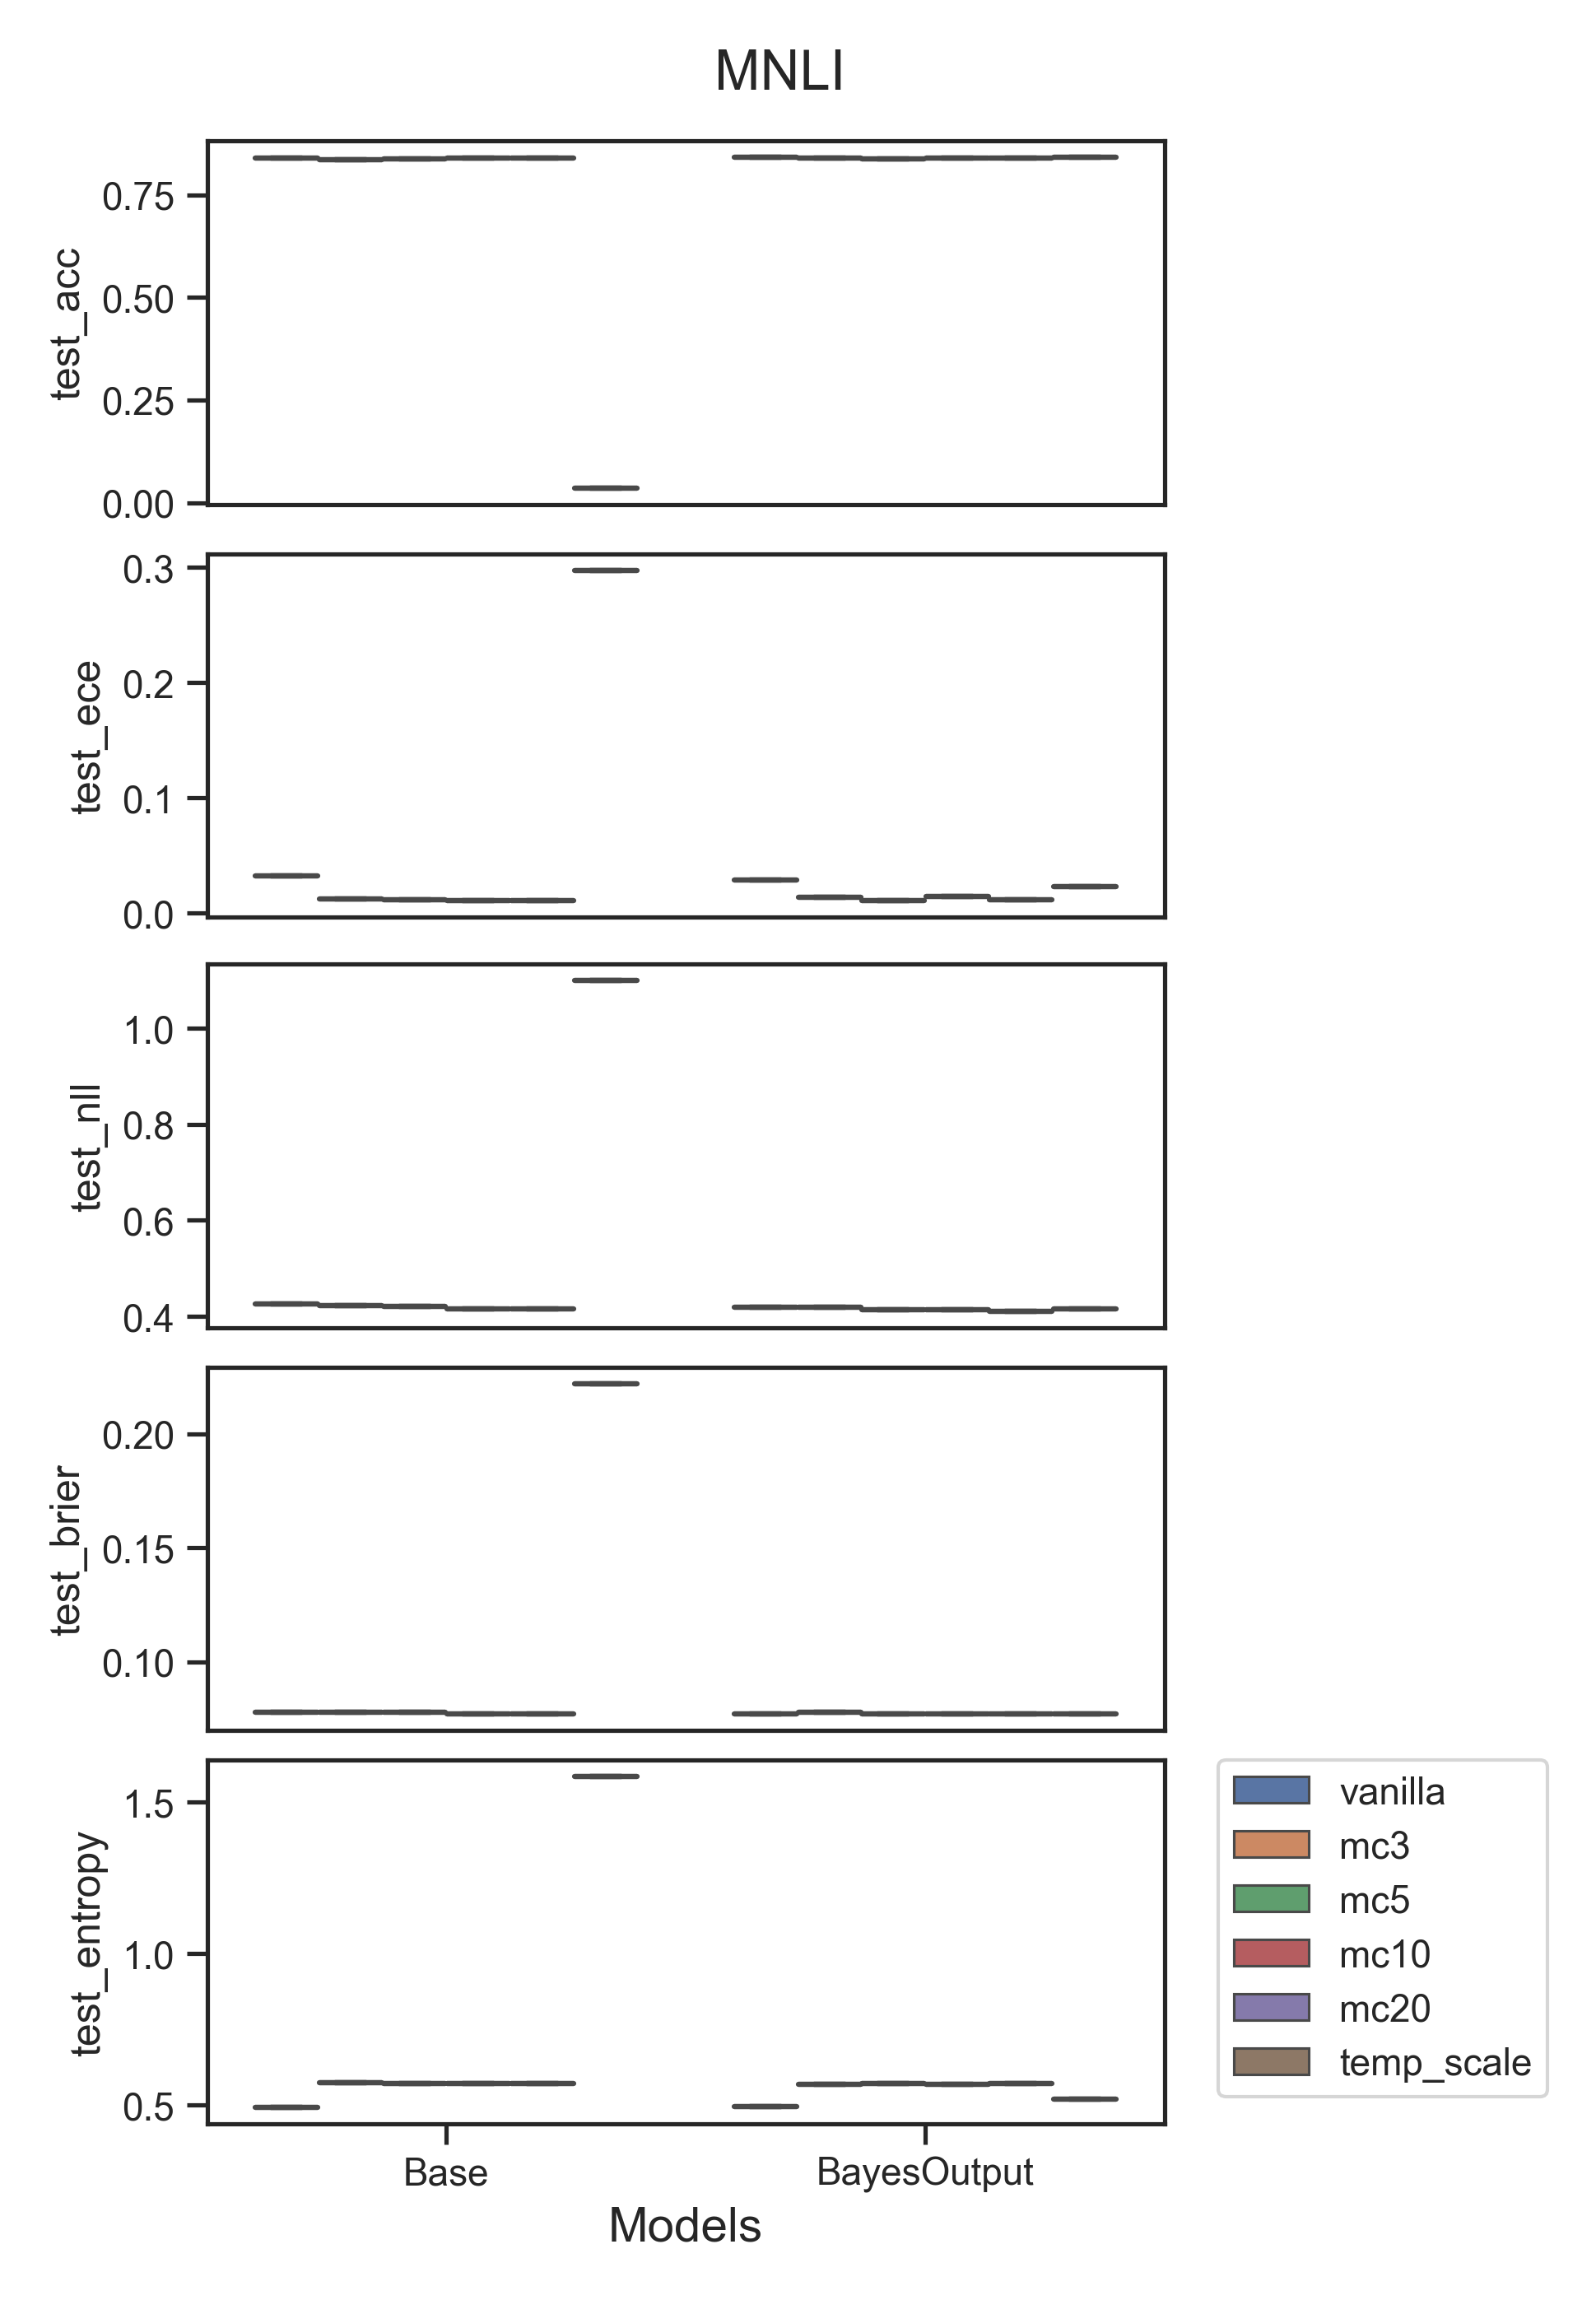 MNLI
test_acc
0.75
0.50
0.25
0.00
test_ece
0.3
0.2
0.1
0.0
test_nll
1.0
0.8
0.6
0.4
test_brier
0.20
0.15
0.10
test_entropy
1.5
1.0
0.5
Base
BayesOutput
Models
vanilla
mc3
mc5
mc10
mc20
temp_scale